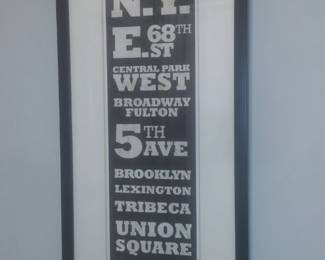 N.Y.
E. 68TH ST
CENTRAL PARK
WEST
BROADWAY
FULTON
5TH AVE
BROOKLYN
LEXINGTON
TRIBECA
UNION
SQUARE